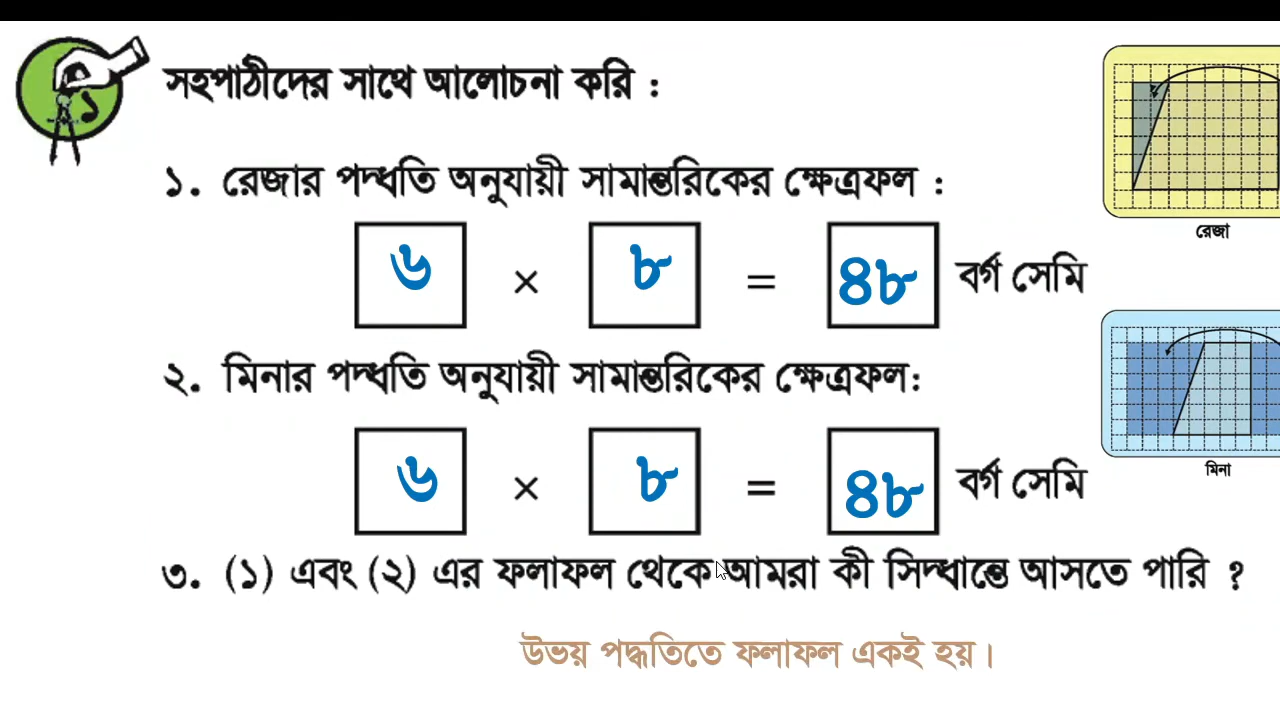 ১
সহপাঠীদের সাথে আলোচনা করি :
১. রেজার পদ্ধতি অনুযায়ী সামান্তরিকের ক্ষেত্রফল :
৬ × ৮ = ৪৮ বর্গ সেমি
রেজা
২. মিনার পদ্ধতি অনুযায়ী সামান্তরিকের ক্ষেত্রফল:
৬ × ৮ = ৪৮ বর্গ সেমি
মিনা
৩. (১) এবং (২) এর ফলাফল থেকে আমরা কী সিদ্ধান্তে আসতে পারি ?
উভয় পদ্ধতিতে ফলাফল একই হয়।